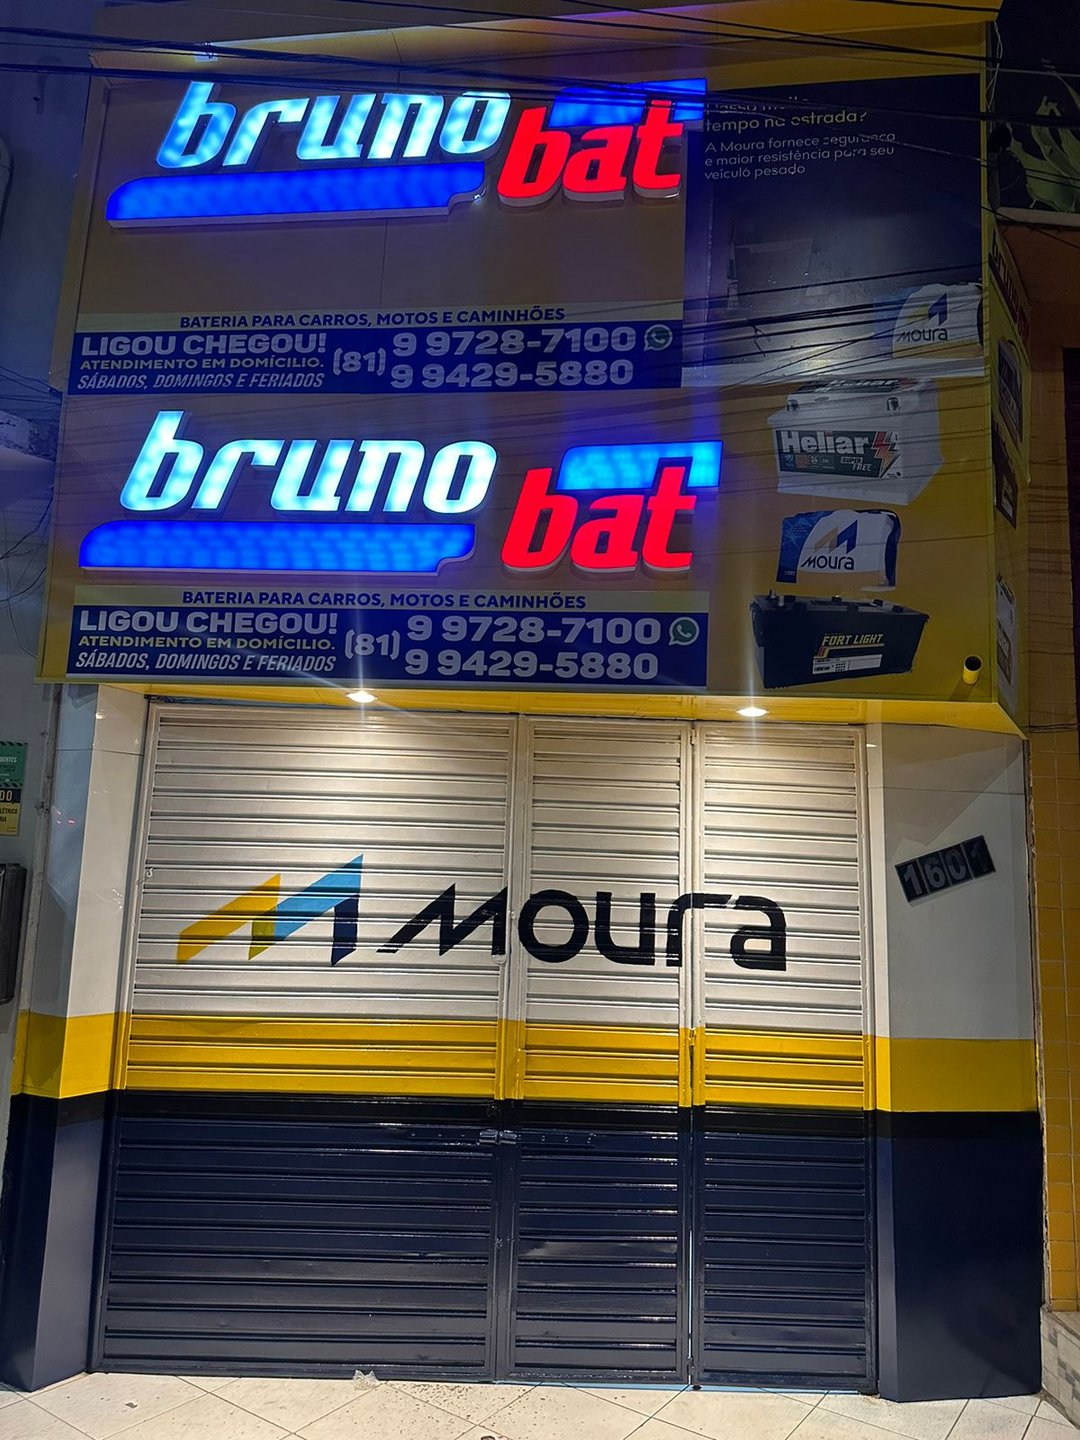 bruno bat
tempo na estrada?
A Moura fornece segurança
e maior resistência para seu
veículo pesado
moura
BATERIA PARA CARROS, MOTOS E CAMINHÕES
LIGOU CHEGOU!
ATENDIMENTO EM DOMÍCILIO.
SÁBADOS, DOMINGOS E FERIADOS
(81)
9 9728-7100
9 9429-5880
Heliar
SUPER
FREE
bruno bat
moura
FORT LIGHT
BATERIA PARA CARROS, MOTOS E CAMINHÕES
LIGOU CHEGOU!
ATENDIMENTO EM DOMÍCILIO.
SÁBADOS, DOMINGOS E FERIADOS
(81)
9 9728-7100
9 9429-5880
moura
1601